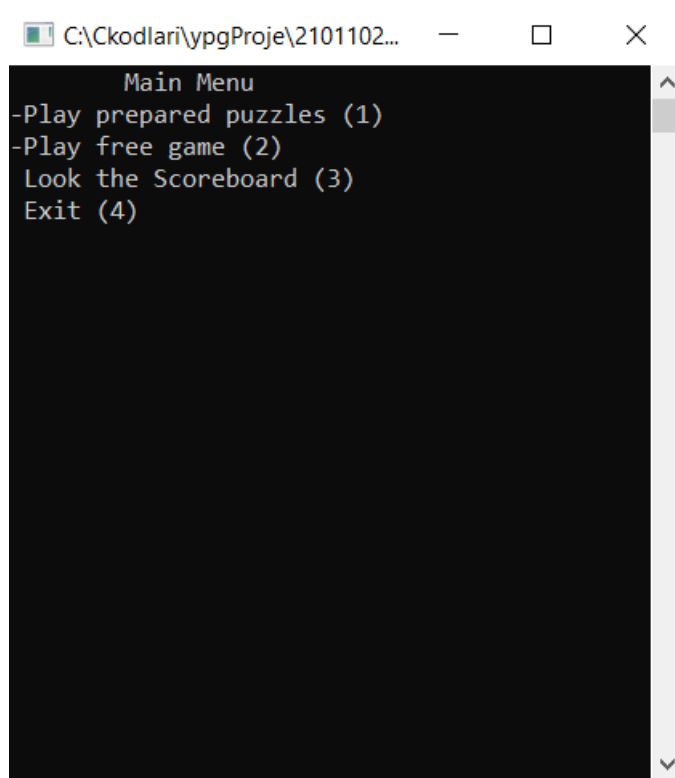 C:\Ckodlari\ypgProje\2101102...
Main Menu
-Play prepared puzzles (1)
-Play free game (2)
Look the Scoreboard (3)
Exit (4)